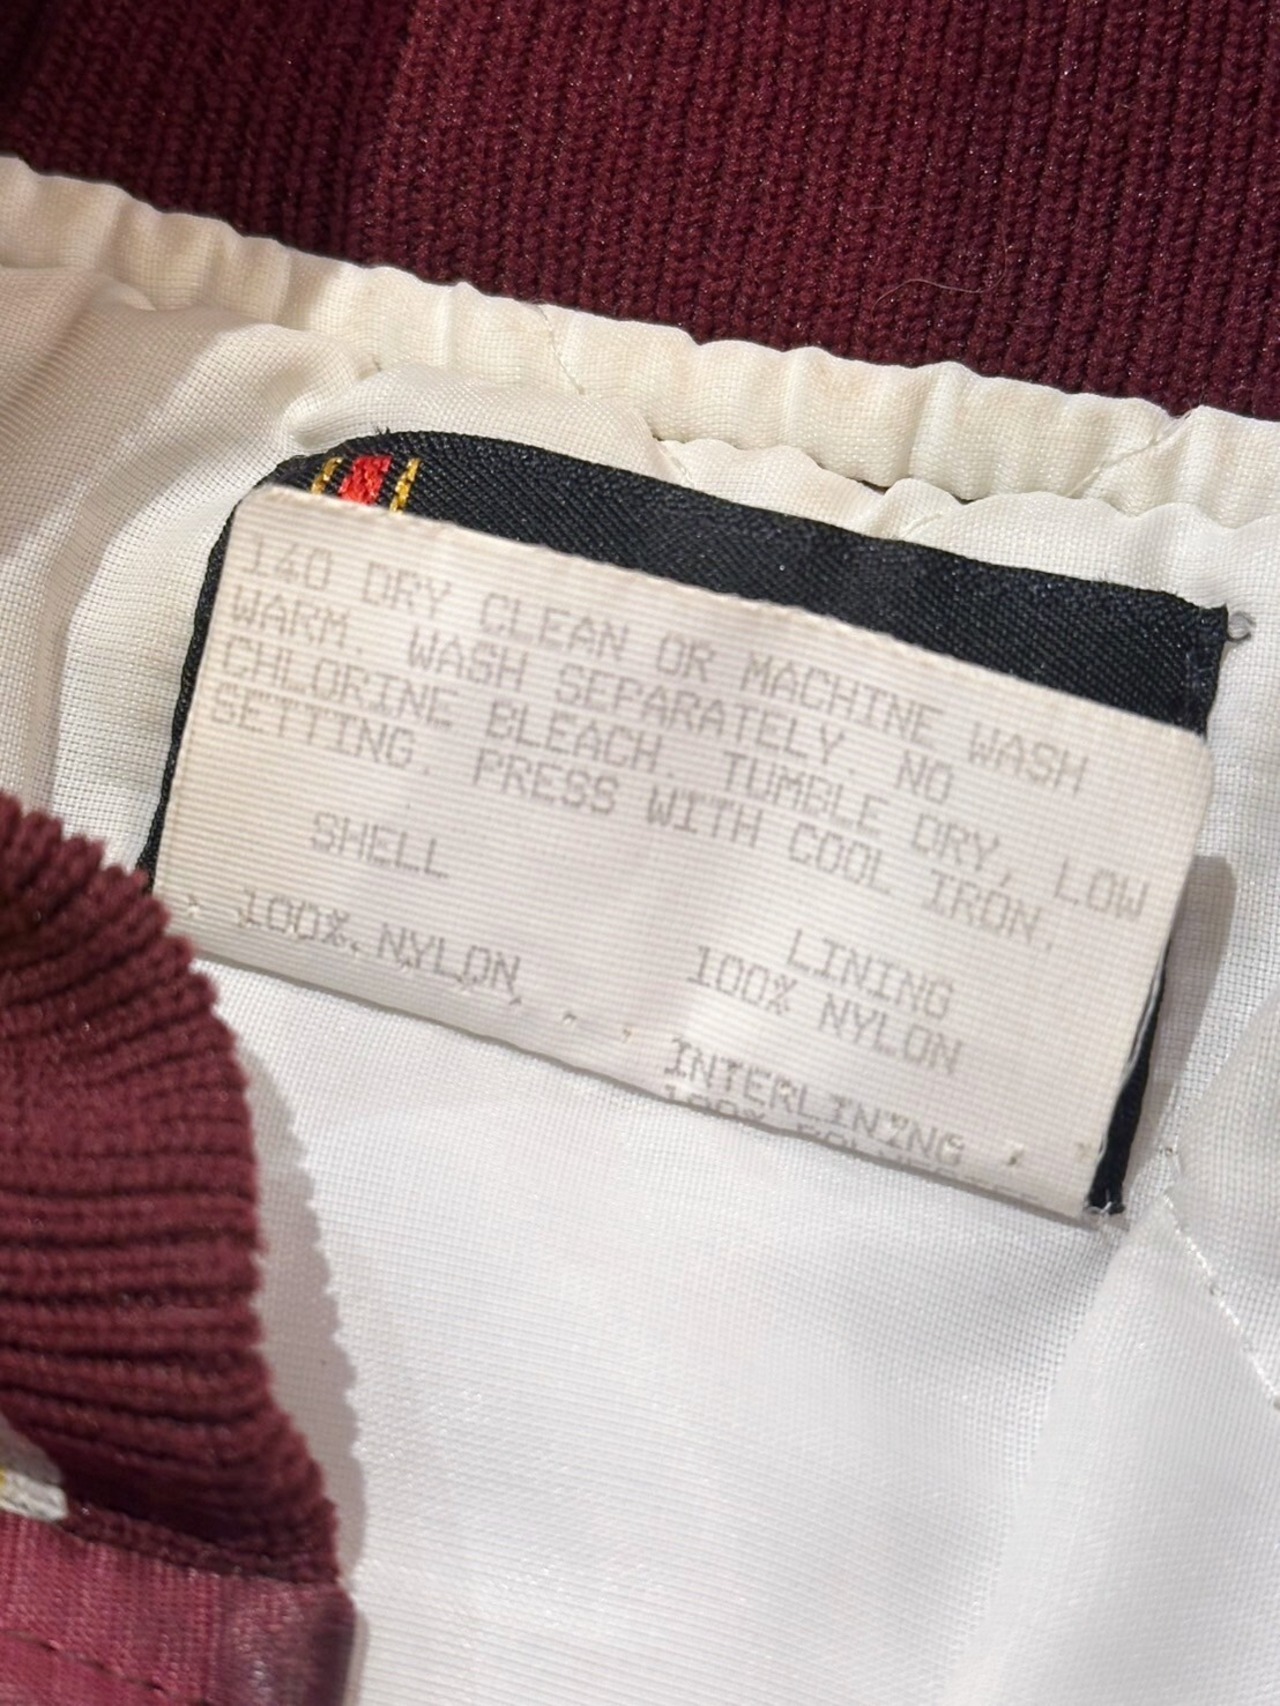 140 DRY CLEAN OR MACHINE WASH
WARM. WASH SEPARATELY. NO
CHLORINE BLEACH. TUMBLE DRY, LOW
SETTING. PRESS WITH COOL IRON.
SHELL
100% NYLON
LINING
100% NYLON
INTERLINING
100%